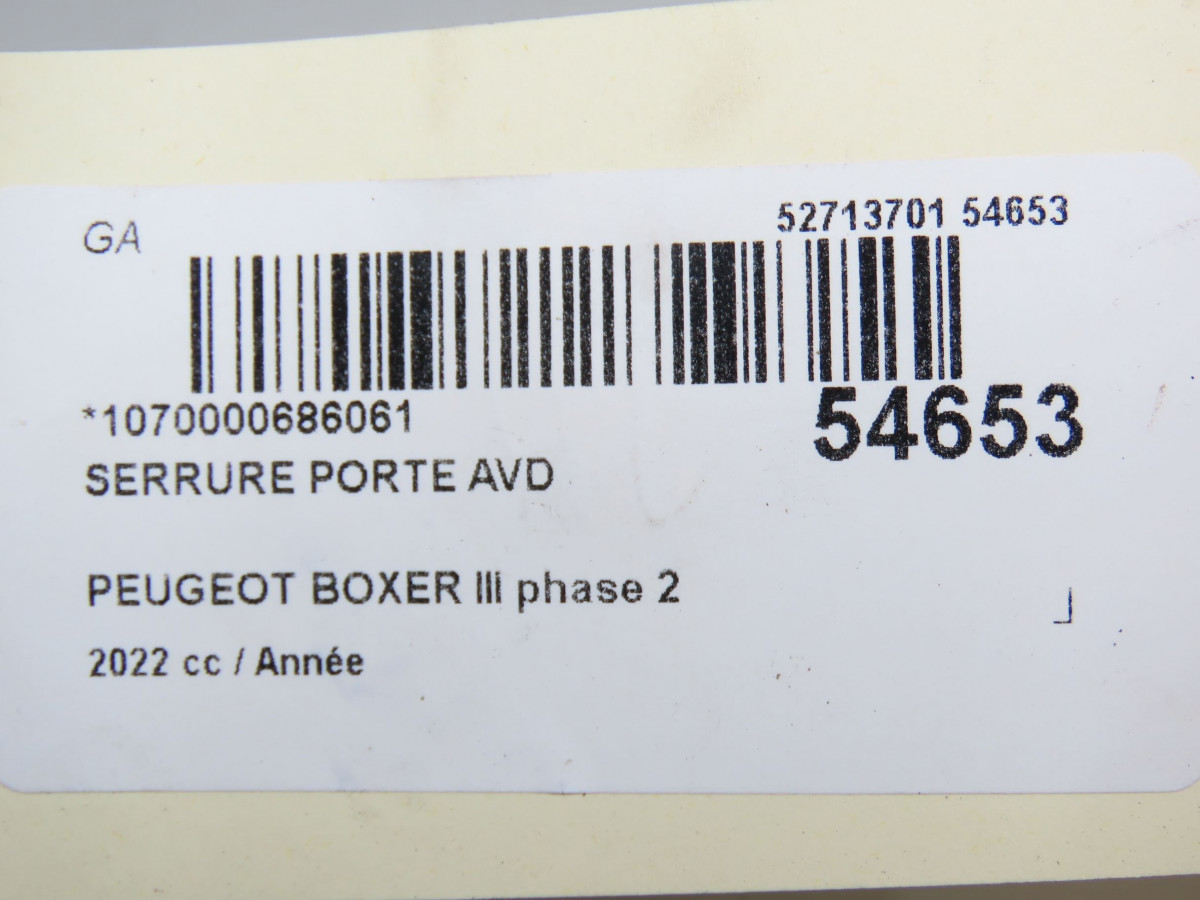 GA
52713701 54653
*1070000686061
54653
SERRURE PORTE AVD
PEUGEOT BOXER III phase 2
2022 cc / Année